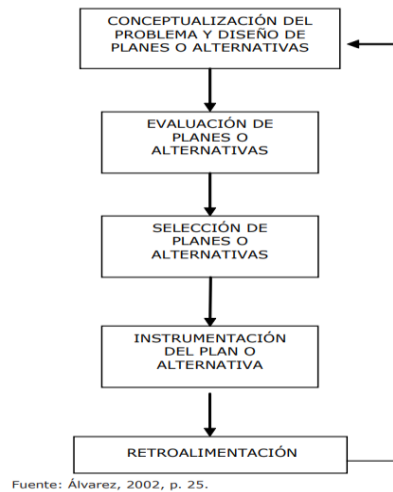 CONCEPTUALIZACIÓN DEL
PROBLEMA Y DISEÑO DE
PLANES O ALTERNATIVAS
EVALUACIÓN DE
PLANES O
ALTERNATIVAS
SELECCIÓN DE
PLANES O
ALTERNATIVAS
INSTRUMENTACIÓN
DEL PLAN O
ALTERNATIVA
RETROALIMENTACIÓN
Fuente: Álvarez, 2002, p. 25.